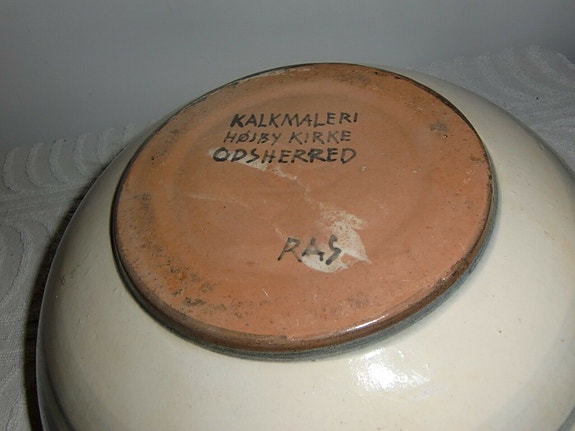 KALKMALERI
HØJBY KIRKE
ODSHERRED
RAS